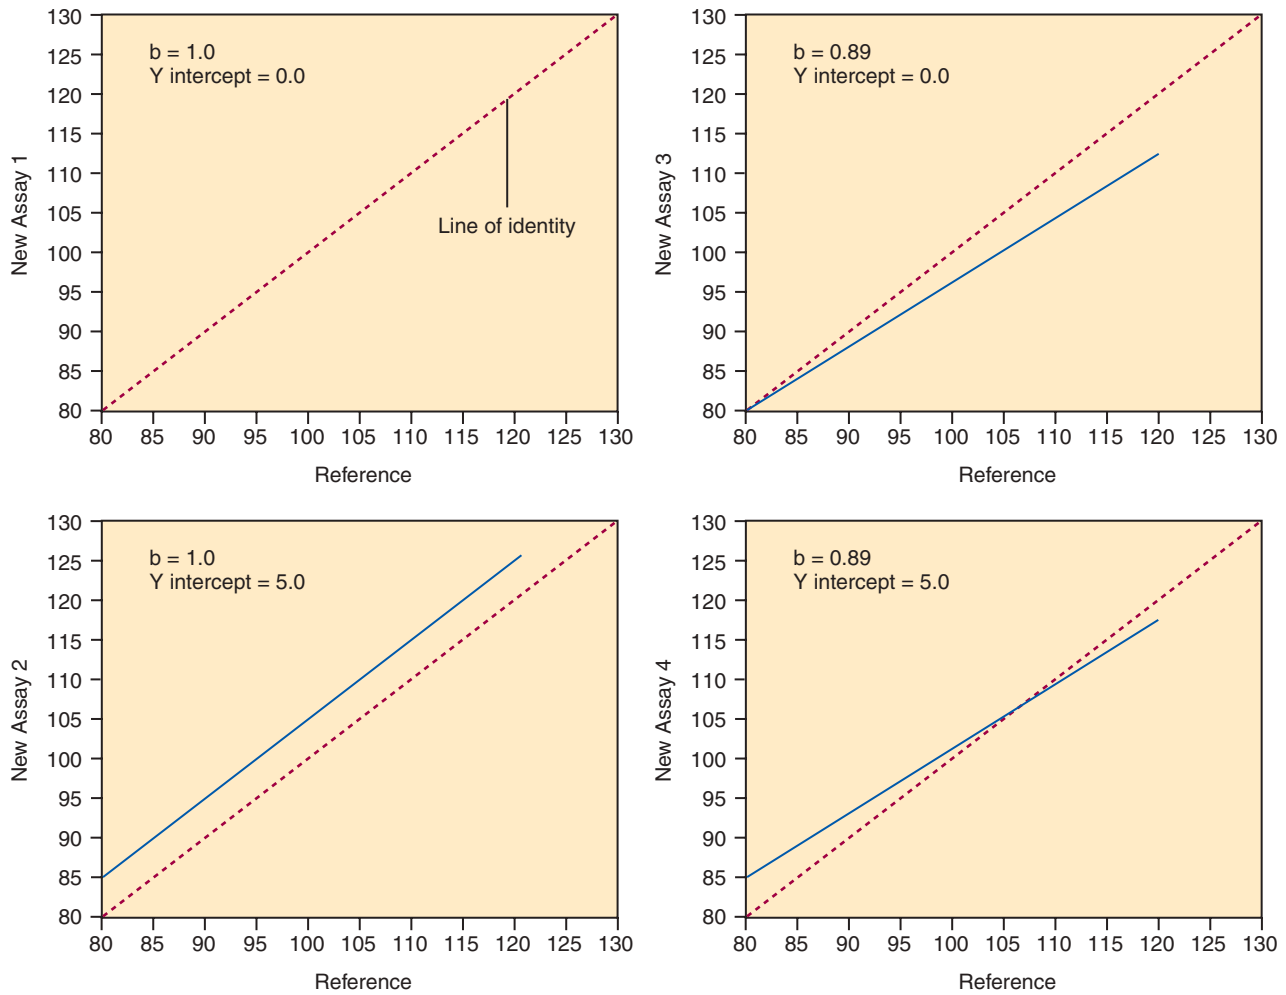 130
125
120
115
110
105
100
95
90
85
80
New Assay 1
b = 1.0
Y intercept = 0.0
Line of identity
80 85 90 95 100 105 110 115 120 125 130
Reference
130
125
120
115
110
105
100
95
90
85
80
New Assay 3
b = 0.89
Y intercept = 0.0
80 85 90 95 100 105 110 115 120 125 130
Reference
130
125
120
115
110
105
100
95
90
85
80
New Assay 2
b = 1.0
Y intercept = 5.0
80 85 90 95 100 105 110 115 120 125 130
Reference
130
125
120
115
110
105
100
95
90
85
80
New Assay 4
b = 0.89
Y intercept = 5.0
80 85 90 95 100 105 110 115 120 125 130
Reference